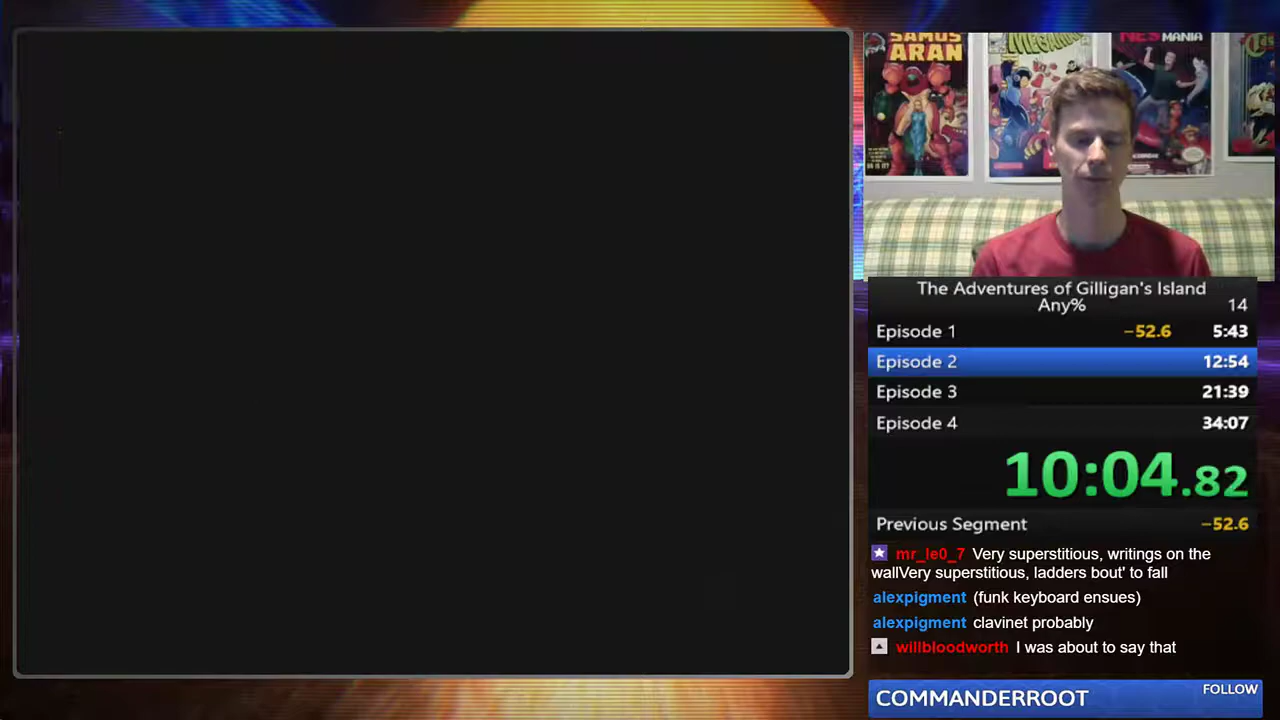 SAMUS
ARAN
MEGAMAN
NES
MANIA
The Adventures of Gilligan's Island
Any% 14
Episode 1 −52.6 5:43
Episode 2 12:54
Episode 3 21:39
Episode 4 34:07
10:04.82
Previous Segment −52.6
mr_le0_7 Very superstitious, writings on the
wallVery superstitious, ladders bout' to fall
alexpigment (funk keyboard ensues)
alexpigment clavinet probably
willbloodworth I was about to say that
COMMANDERROOT FOLLOW